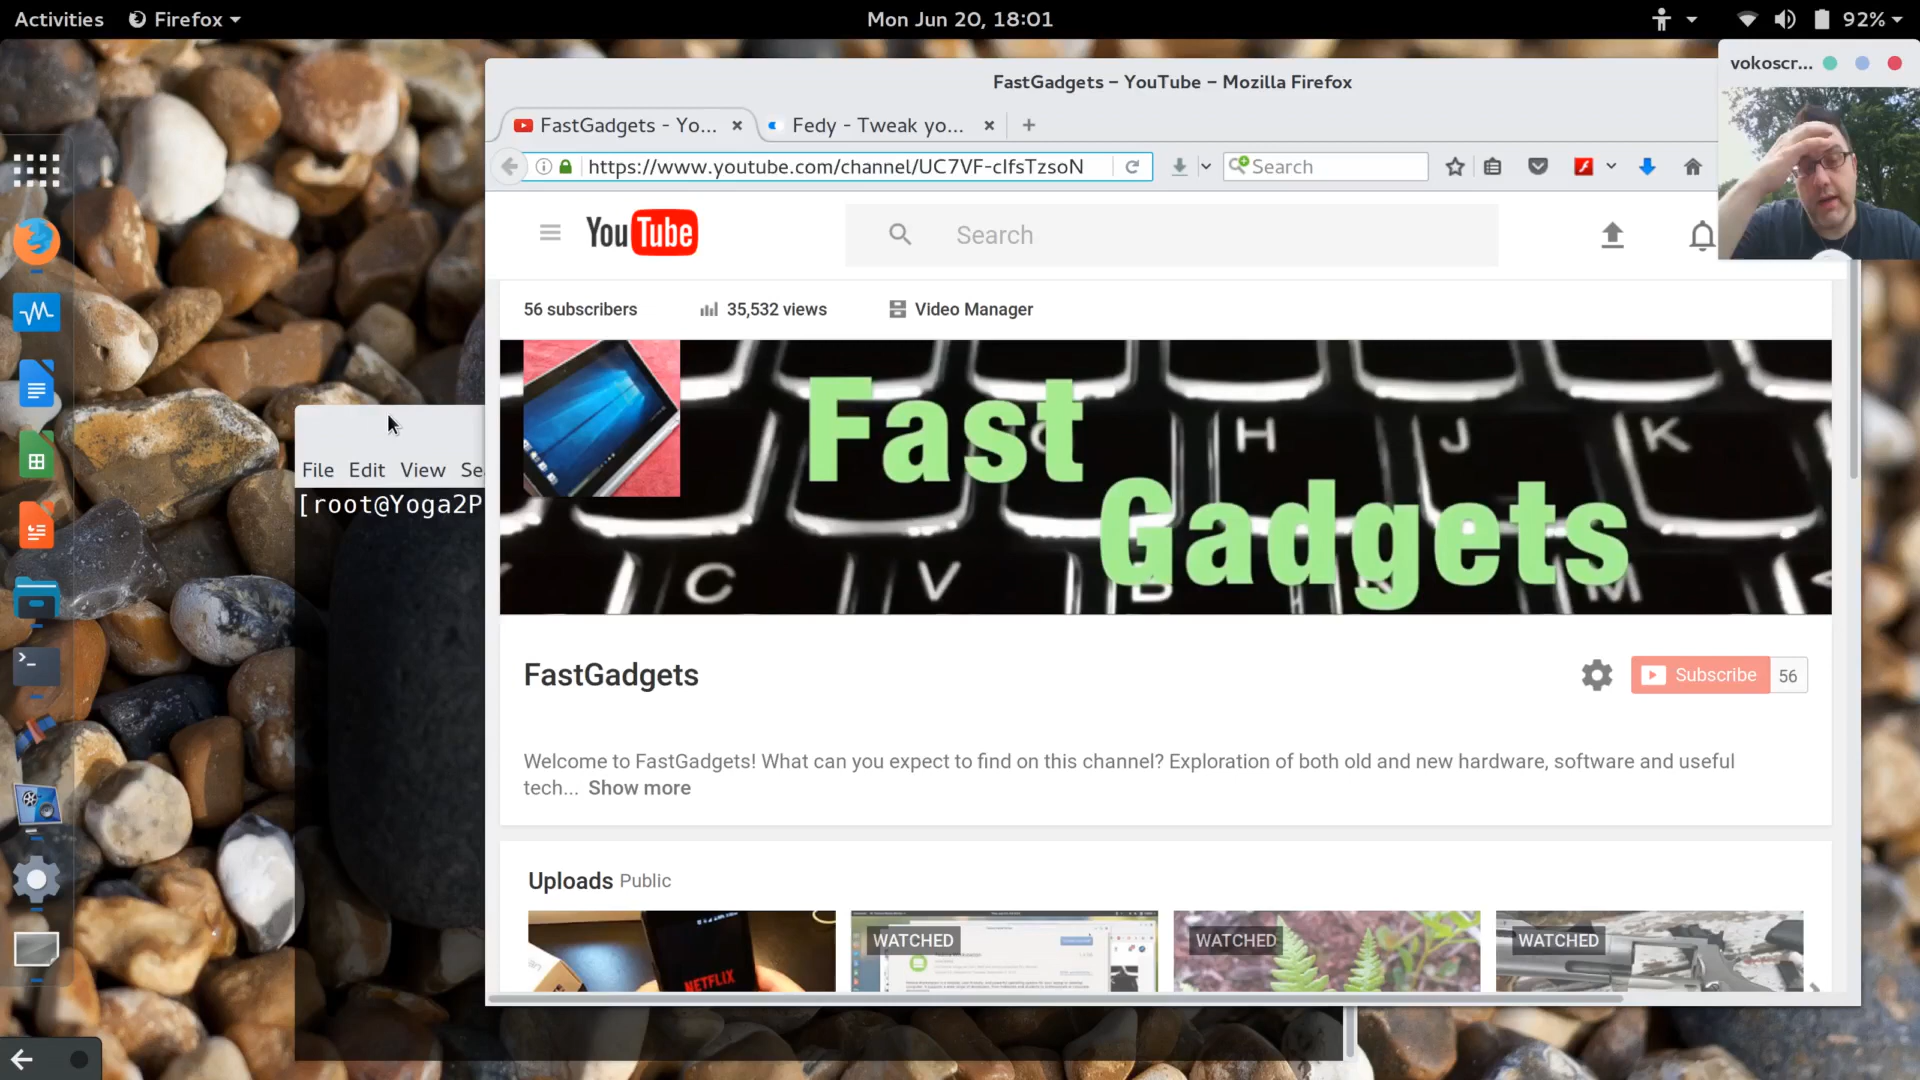 Activities Firefox Mon Jun 20, 18:01 92%
FastGadgets – YouTube – Mozilla Firefox
vokoscr...
FastGadgets - Yo... Fedy - Tweak yo...
https://www.youtube.com/channel/UC7VF-cIfsTzsoN Search
YouTube Search
56 subscribers 35,532 views Video Manager
Fast
H J K
File Edit View Se
[root@Yoga2P
Gadgets
C V B M
FastGadgets
Subscribe 56
Welcome to FastGadgets! What can you expect to find on this channel? Exploration of both old and new hardware, software and useful
tech... Show more
Uploads Public
WATCHED WATCHED WATCHED
NETFLIX